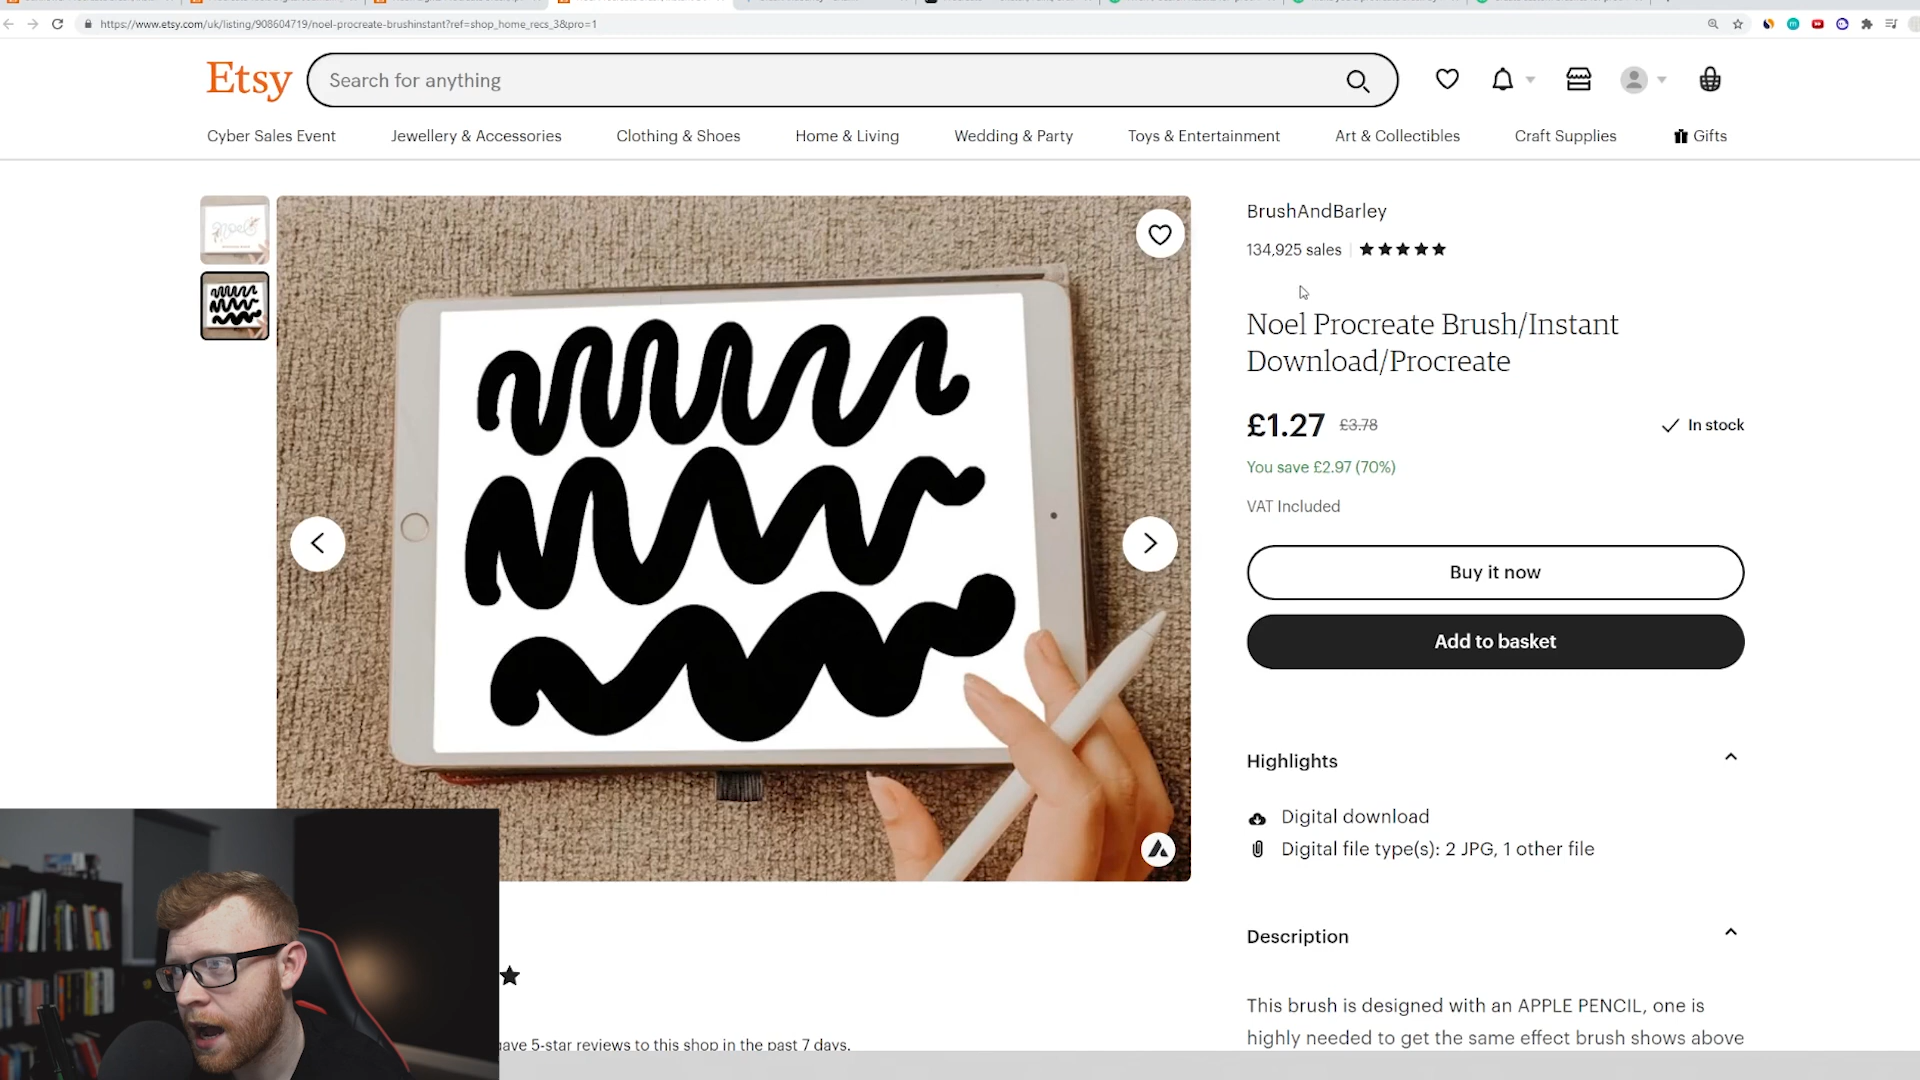 https://www.etsy.com/uk/listing/908604719/noel-procreate-brushinstant?ref=shop_home_recs_3&pro=1
Etsy
Search for anything
Cyber Sales Event
Jewellery & Accessories
Clothing & Shoes
Home & Living
Wedding & Party
Toys & Entertainment
Art & Collectibles
Craft Supplies
Gifts
BrushAndBarley
134,925 sales
Noel Procreate Brush/Instant
Download/Procreate
£1.27 £3.78
In stock
You save £2.97 (70%)
VAT Included
Buy it now
Add to basket
Highlights
Digital download
Digital file type(s): 2 JPG, 1 other file
Description
This brush is designed with an APPLE PENCIL, one is
highly needed to get the same effect brush shows above
5-star reviews to this shop in the past 7 days.